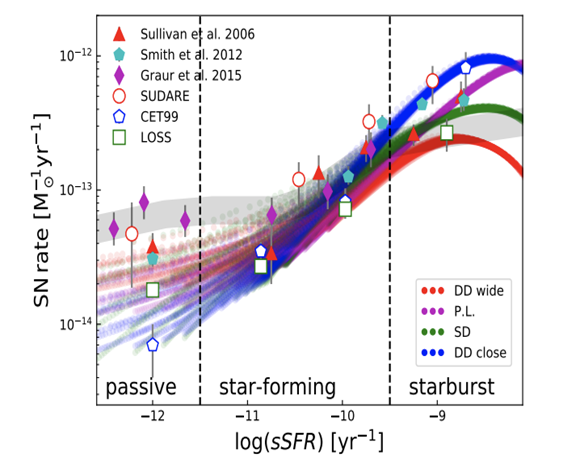 Sullivan et al. 2006
Smith et al. 2012
Graur et al. 2015
SUDARE
CET99
LOSS
10⁻¹²
10⁻¹³
10⁻¹⁴
SN rate [M⊙⁻¹yr⁻¹]
DD wide
P.L.
SD
DD close
passive
star-forming
starburst
−12
−11
−10
−9
log(sSFR) [yr⁻¹]